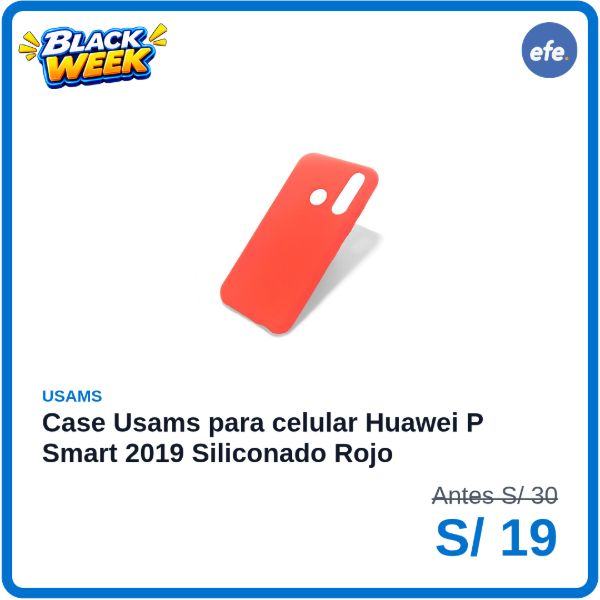 BLACK
WEEK
efe.
USAMS
Case Usams para celular Huawei P
Smart 2019 Siliconado Rojo
Antes S/ 30
S/ 19